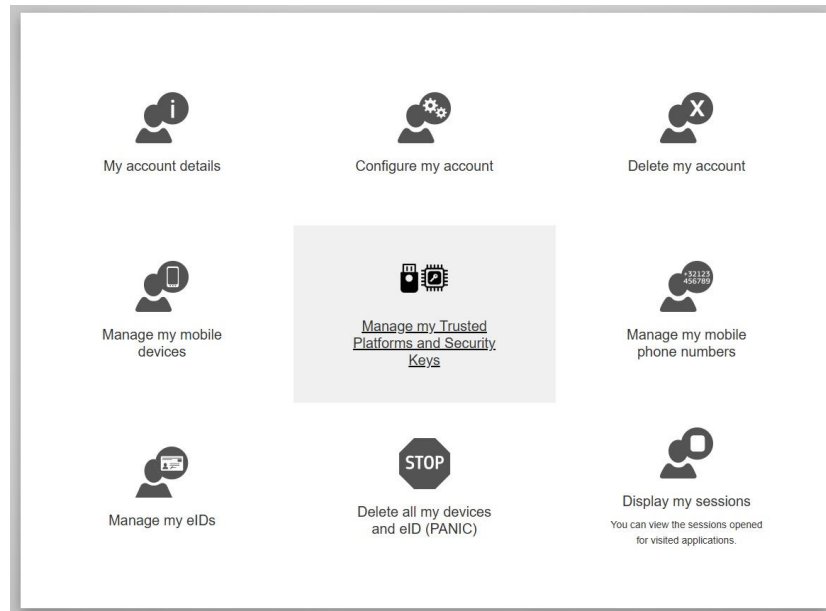 i
X
My account details
Configure my account
Delete my account
+32123
456789
Manage my mobile
devices
Manage my Trusted
Platforms and Security
Keys
Manage my mobile
phone numbers
STOP
Manage my eIDs
Delete all my devices
and eID (PANIC)
Display my sessions
You can view the sessions opened
for visited applications.